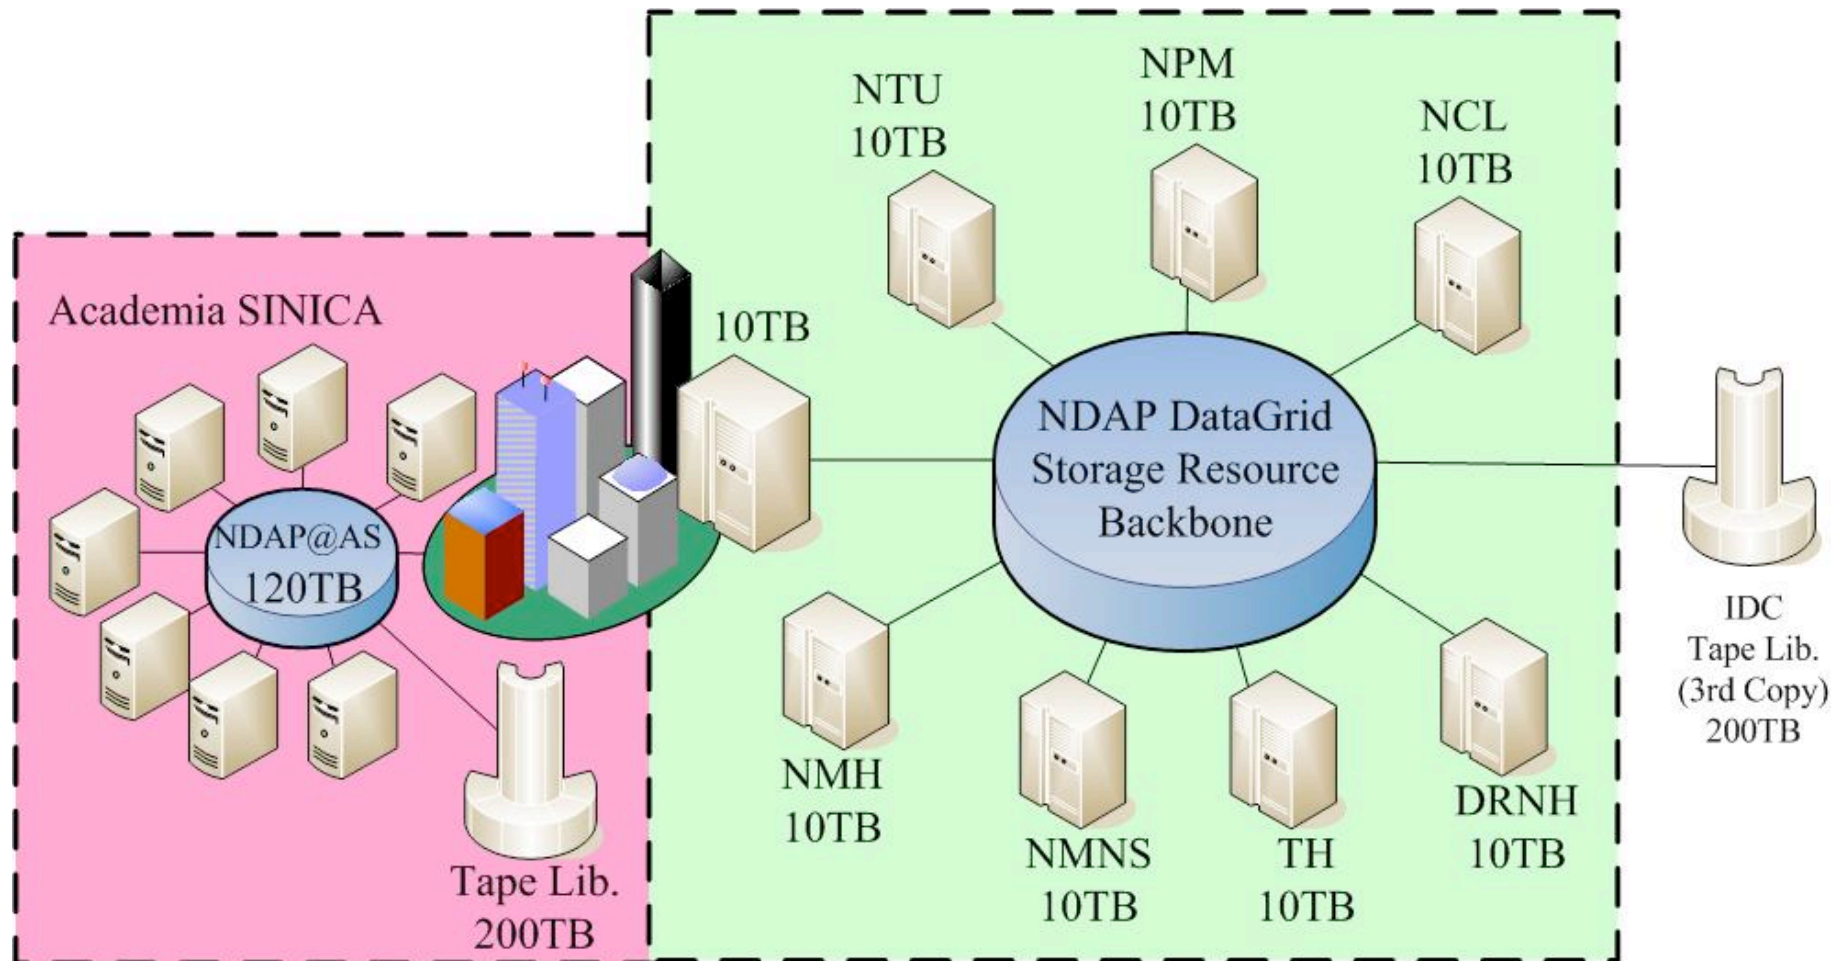 NPM
10TB
NTU
10TB
NCL
10TB
Academia SINICA
10TB
NDAP DataGrid
Storage Resource
Backbone
NDAP@AS
120TB
IDC
Tape Lib.
(3rd Copy)
200TB
NMH
10TB
DRNH
10TB
NMNS
10TB
TH
10TB
Tape Lib.
200TB